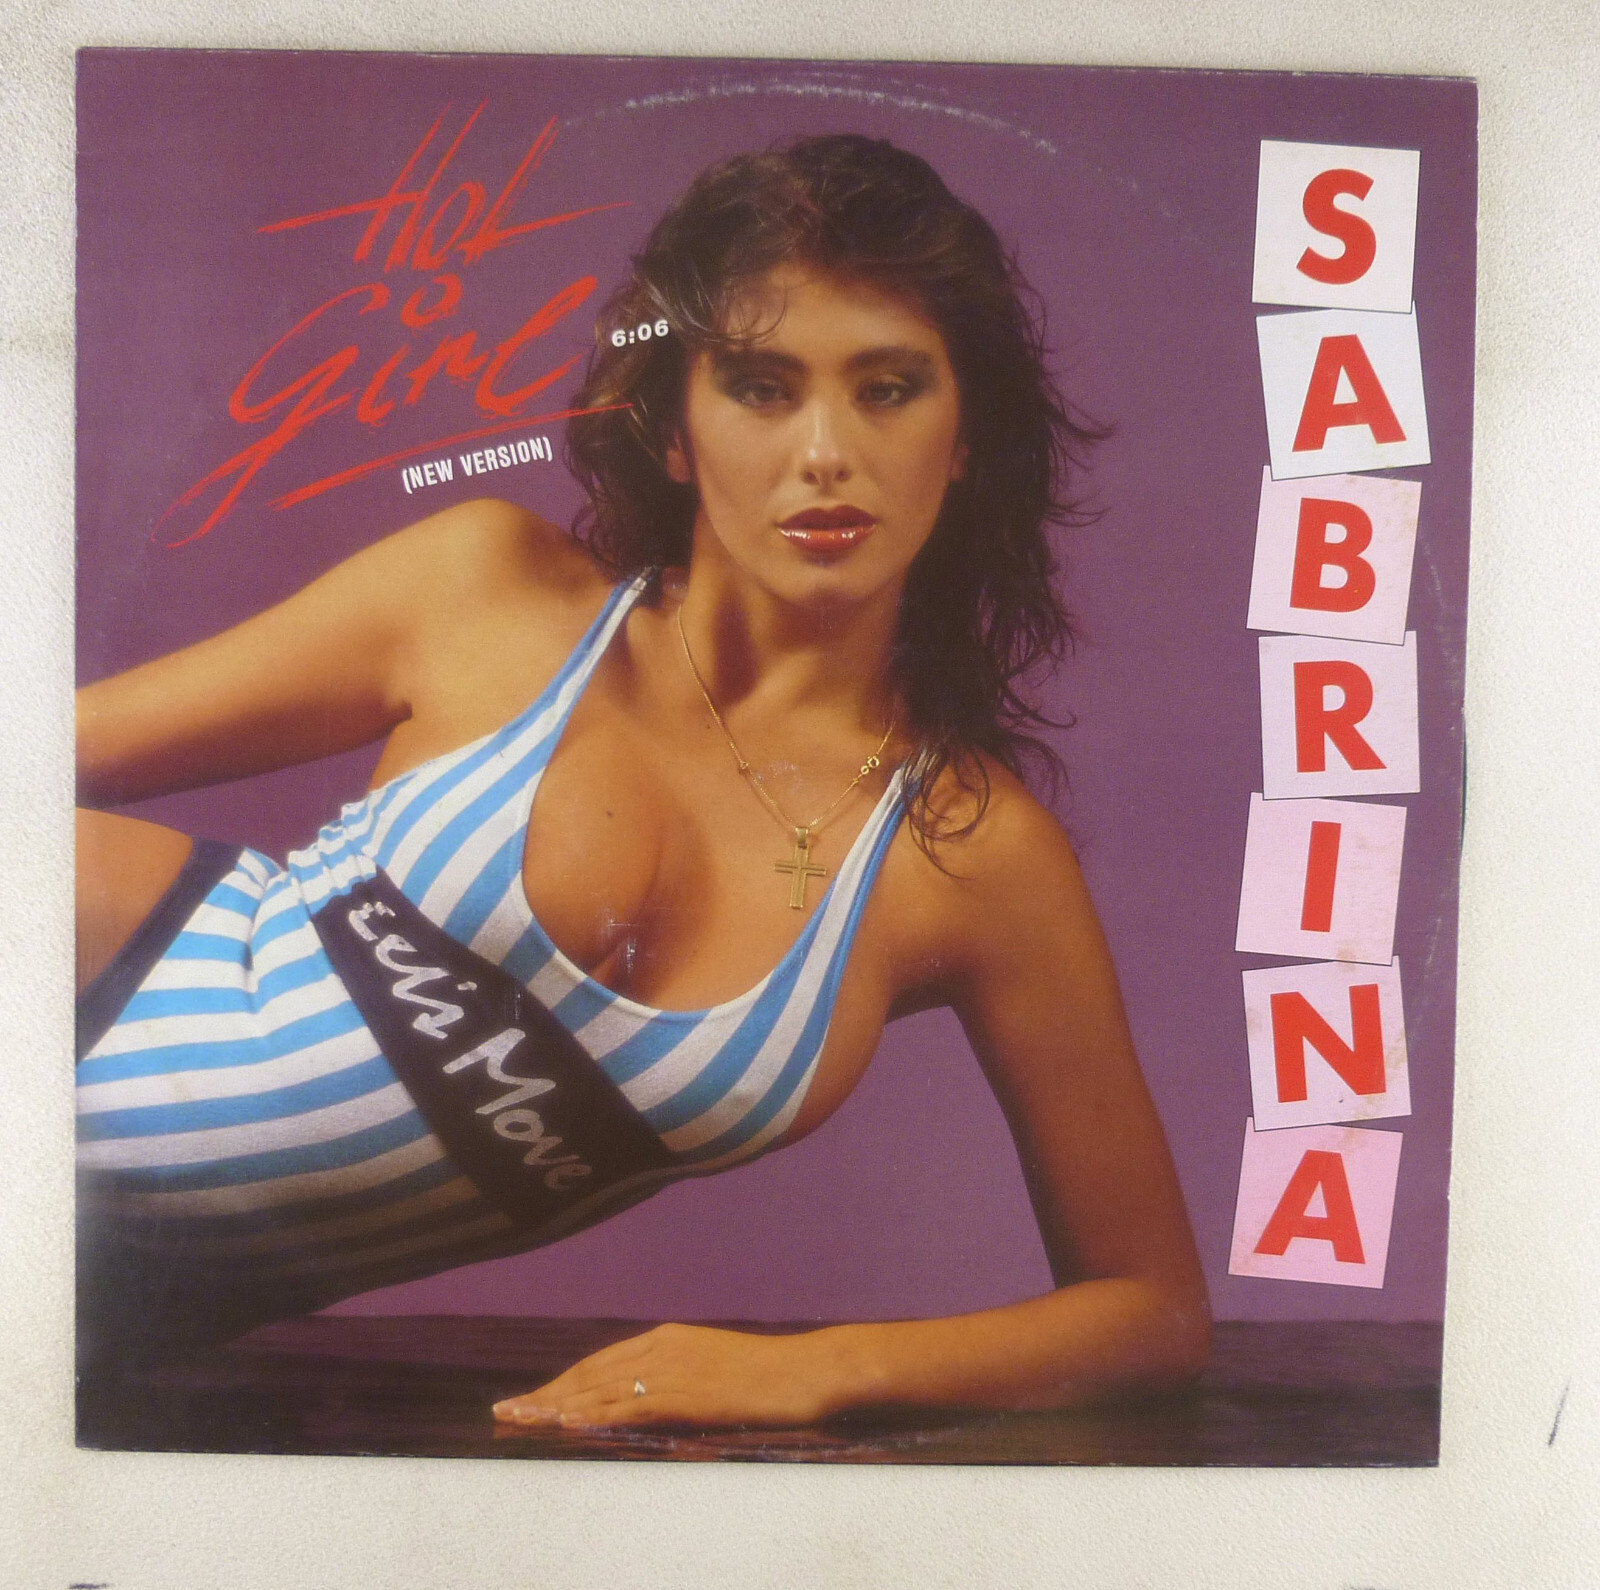 Hot
Girl
6:06
(NEW VERSION)
SABRINA
Let's Move